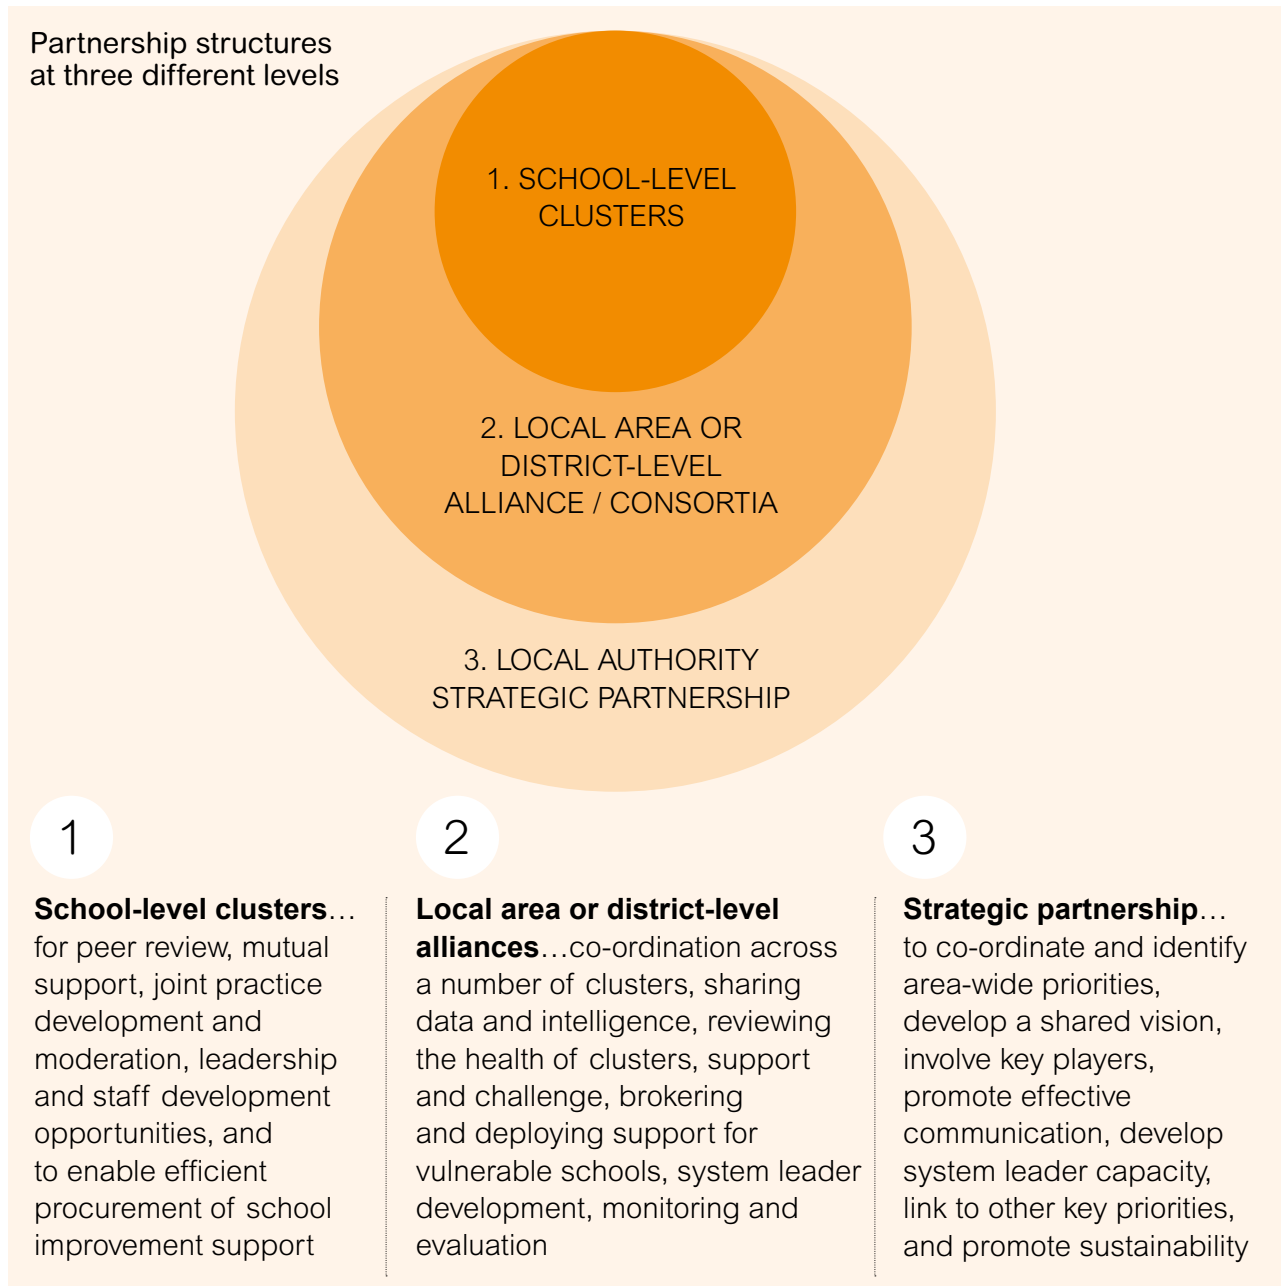 Partnership structures
at three different levels
1. SCHOOL-LEVEL
CLUSTERS
2. LOCAL AREA OR
DISTRICT-LEVEL
ALLIANCE / CONSORTIA
3. LOCAL AUTHORITY
STRATEGIC PARTNERSHIP
1
School-level clusters…
for peer review, mutual
support, joint practice
development and
moderation, leadership
and staff development
opportunities, and
to enable efficient
procurement of school
improvement support
2
Local area or district-level
alliances…co-ordination across
a number of clusters, sharing
data and intelligence, reviewing
the health of clusters, support
and challenge, brokering
and deploying support for
vulnerable schools, system leader
development, monitoring and
evaluation
3
Strategic partnership…
to co-ordinate and identify
area-wide priorities,
develop a shared vision,
involve key players,
promote effective
communication, develop
system leader capacity,
link to other key priorities,
and promote sustainability